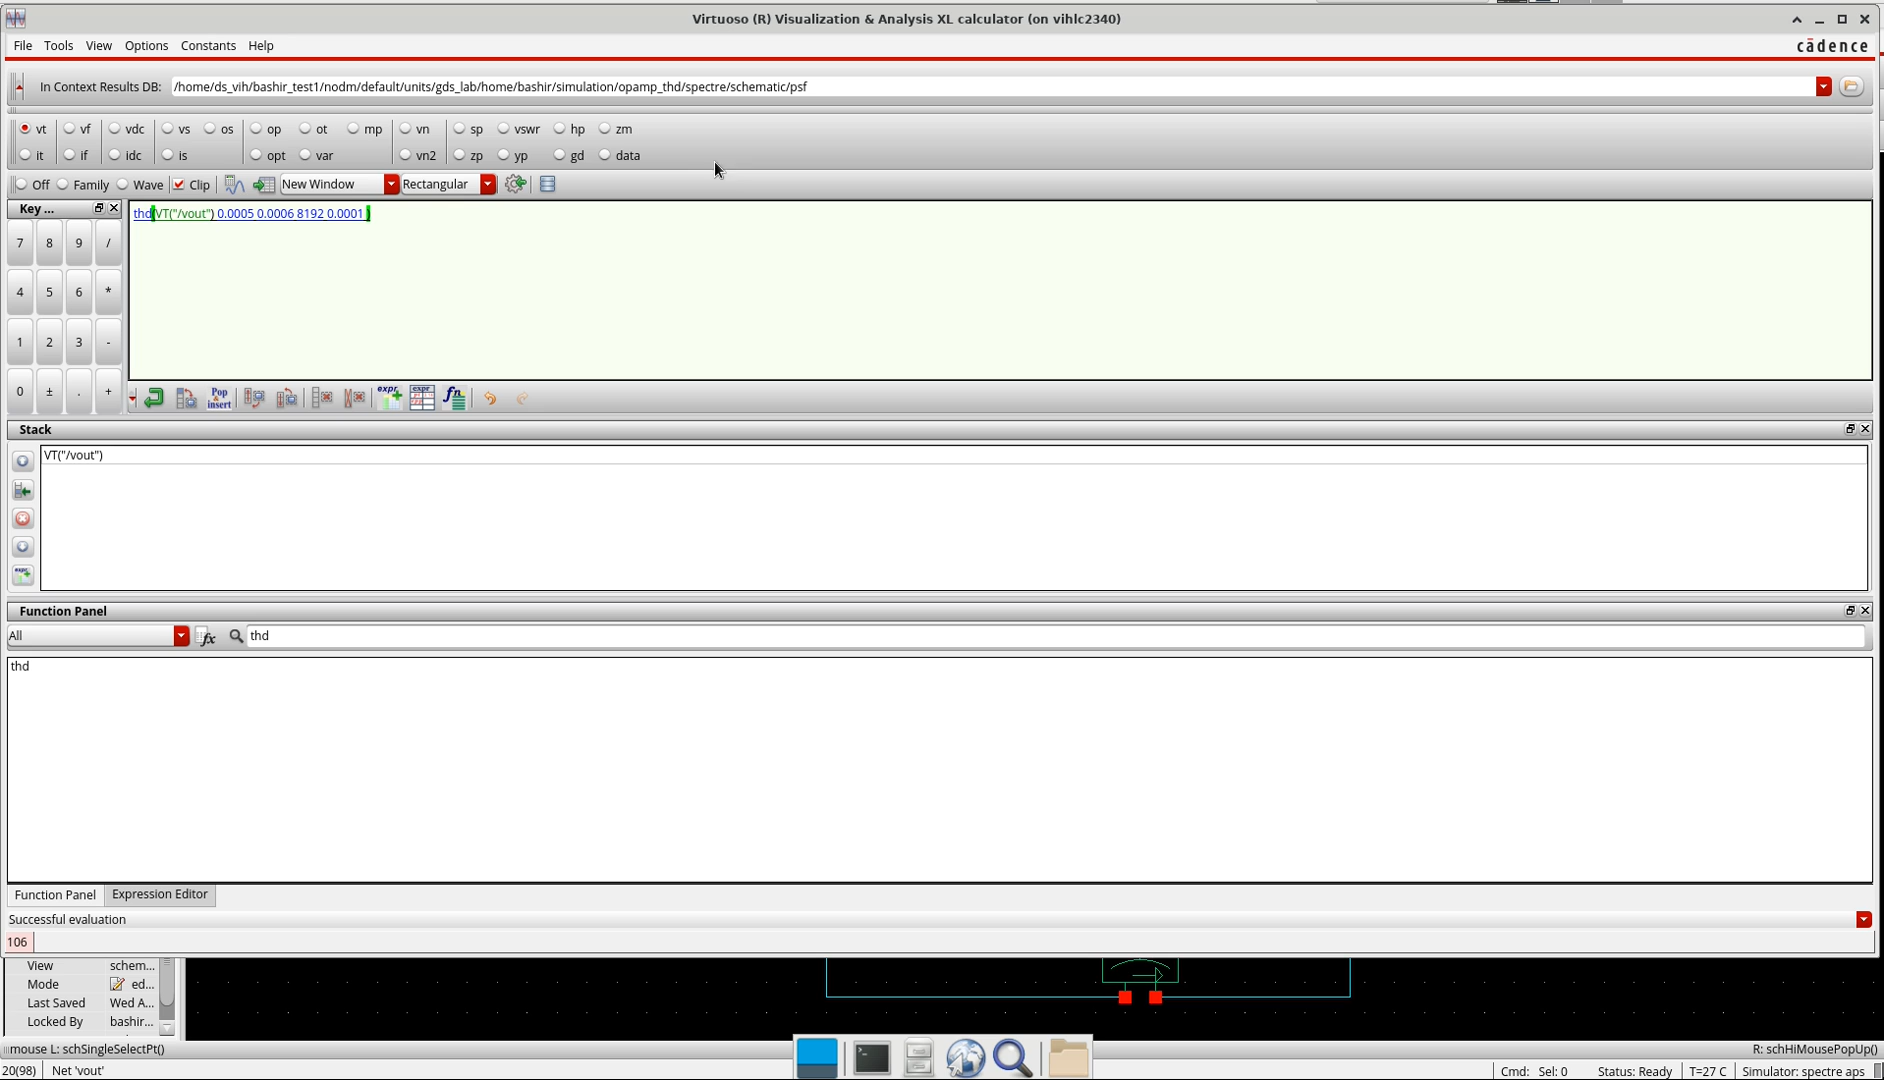 Virtuoso (R) Visualization & Analysis XL calculator (on vihlc2340)
File Tools View Options Constants Help
cādence
In Context Results DB: /home/ds_vih/bashir_test1/nodm/default/units/gds_lab/home/bashir/simulation/opamp_thd/spectre/schematic/psf
vt vf vdc vs os op ot mp vn sp vswr hp zm
it if idc is opt var vn2 zp yp gd data
Off Family Wave Clip New Window Rectangular
Key ...
thd(VT("/vout") 0.0005 0.0006 8192 0.0001 )
7 8 9 /
4 5 6 *
1 2 3 -
0 ± . +
Pop & insert expr expr fn
Stack
VT("/vout")
expr
Function Panel
All fx thd
thd
Function Panel Expression Editor
Successful evaluation
106
View schem...
Mode ed...
Last Saved Wed A...
Locked By bashir...
mouse L: schSingleSelectPt() R: schHiMousePopUp()
20(98) Net 'vout' Cmd: Sel: 0 Status: Ready T=27 C Simulator: spectre aps